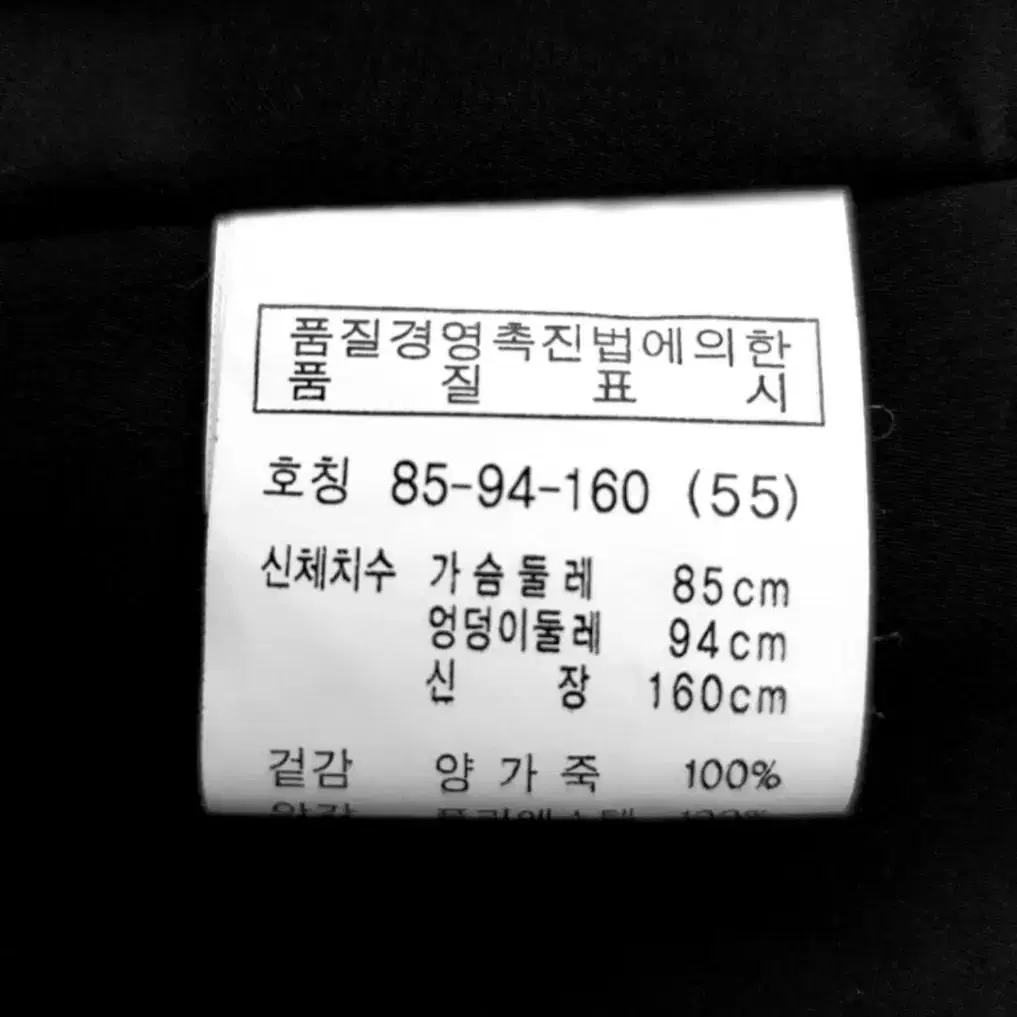 품질경영촉진법에의한
품 질 표 시
호칭 85-94-160 (55)
신체치수 가슴둘레 85cm
엉덩이둘레 94cm
신 장 160cm
겉감 양가죽 100%